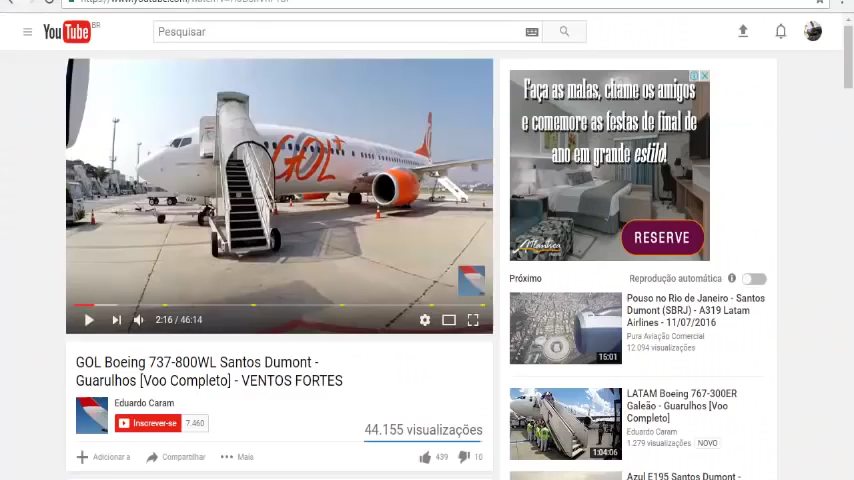 YouTube BR
Pesquisar
GOL
Faça as malas, chame os amigos
e comemore as festas de final de
ano em grande estilo!
RESERVE
2:16 / 46:14
Próximo
Reprodução automática
Pouso no Rio de Janeiro - Santos
Dumont (SBRJ) - A319 Latam
Airlines - 11/07/2016
Pura Aviação Comercial
12.094 visualizações
15:01
GOL Boeing 737-800WL Santos Dumont -
Guarulhos [Voo Completo] - VENTOS FORTES
Eduardo Caram
Inscrever-se
7.460
44.155 visualizações
Adicionar a
Compartilhar
••• Mais
439
10
LATAM Boeing 767-300ER
Galeão - Guarulhos [Voo
Completo]
Eduardo Caram
1.279 visualizações
NOVO
1:04:06
Azul E195 Santos Dumont -